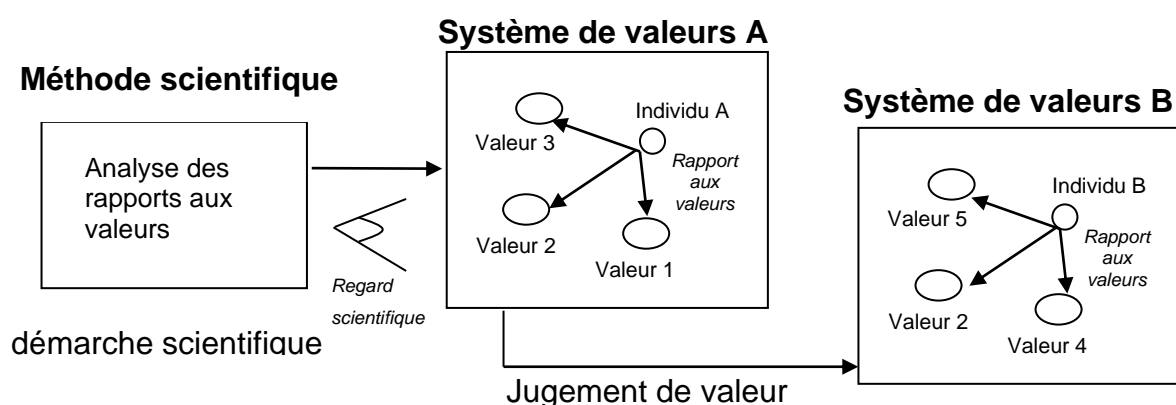 Système de valeurs A
Méthode scientifique
Système de valeurs B
Analyse des
rapports aux
valeurs
Individu A
Valeur 3
Rapport
aux
valeurs
Valeur 2
Valeur 1
Regard
scientifique
démarche scientifique
Individu B
Valeur 5
Rapport
aux
valeurs
Valeur 2
Valeur 4
Jugement de valeur